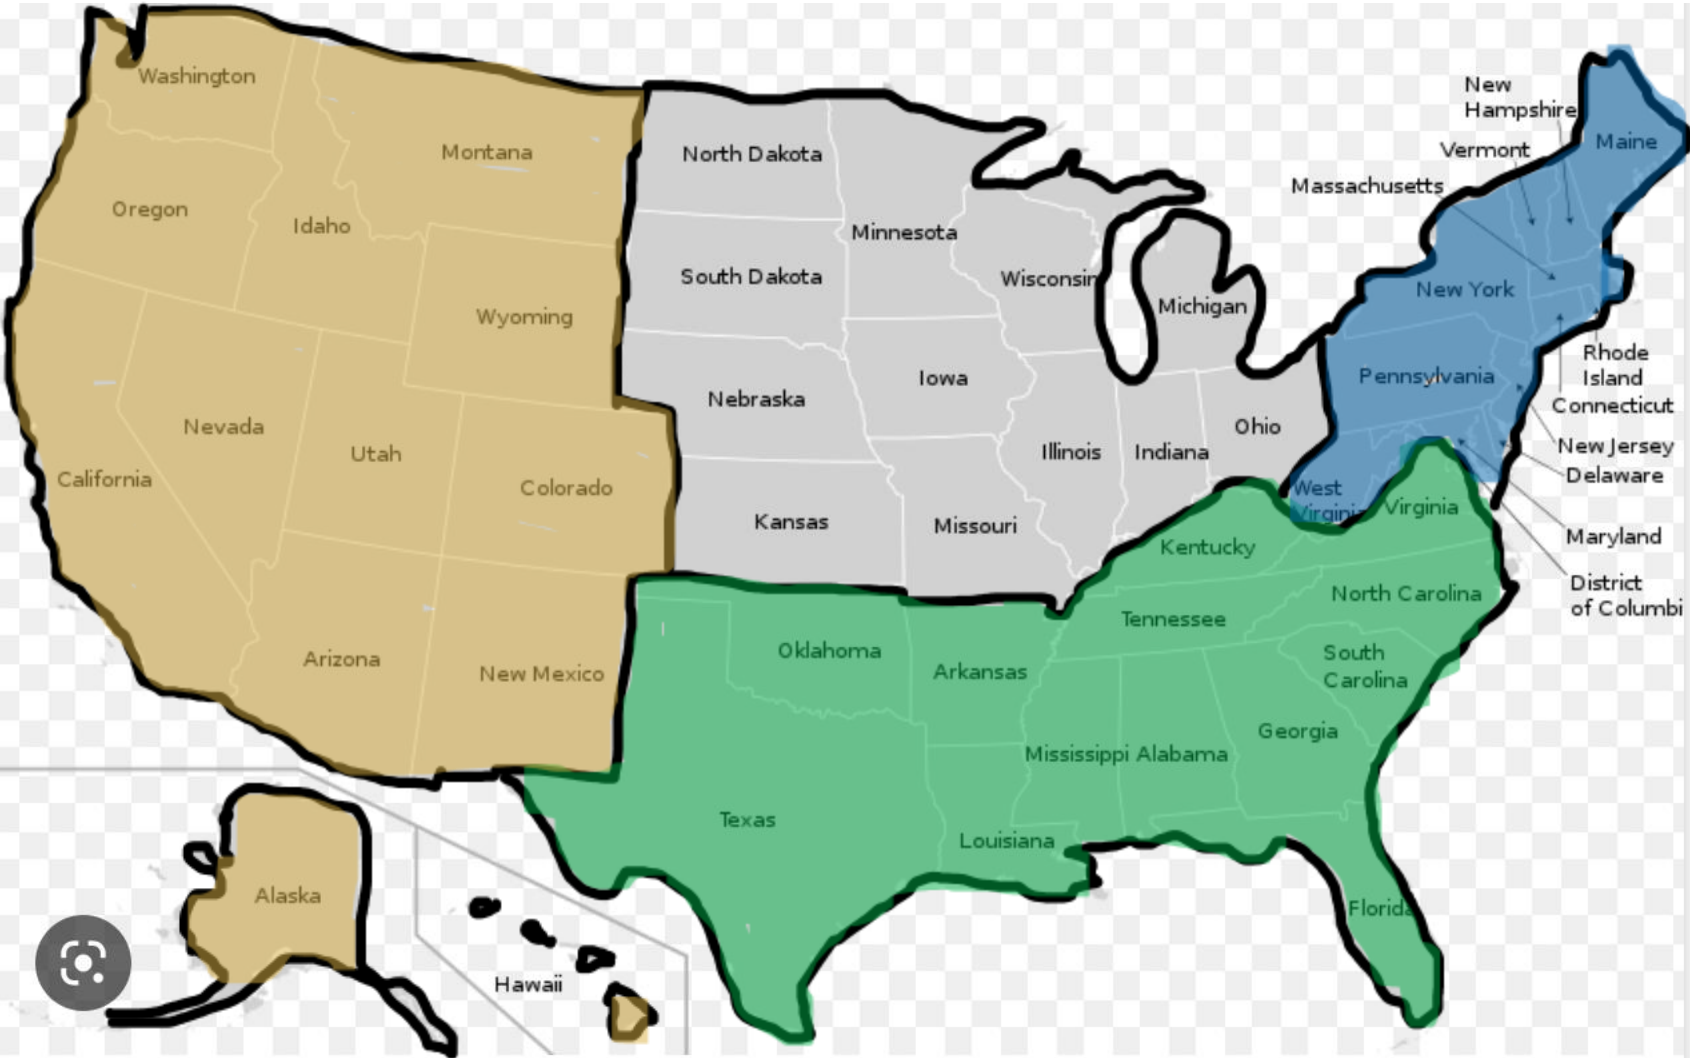 New
Hampshire
Washington
Maine
Vermont
Montana
North Dakota
Massachusetts
Oregon
Idaho
Minnesota
South Dakota
Wisconsin
New York
Michigan
Wyoming
Rhode
Island
Pennsylvania
Iowa
Nebraska
Connecticut
Nevada
Ohio
New Jersey
Utah
Illinois
Indiana
California
Delaware
Colorado
West
Virginia
Virginia
Kansas
Missouri
Maryland
Kentucky
District
of Columbi
North Carolina
Tennessee
Oklahoma
South
Carolina
Arizona
Arkansas
New Mexico
Georgia
Mississippi Alabama
Texas
Louisiana
Alaska
Florida
Hawaii